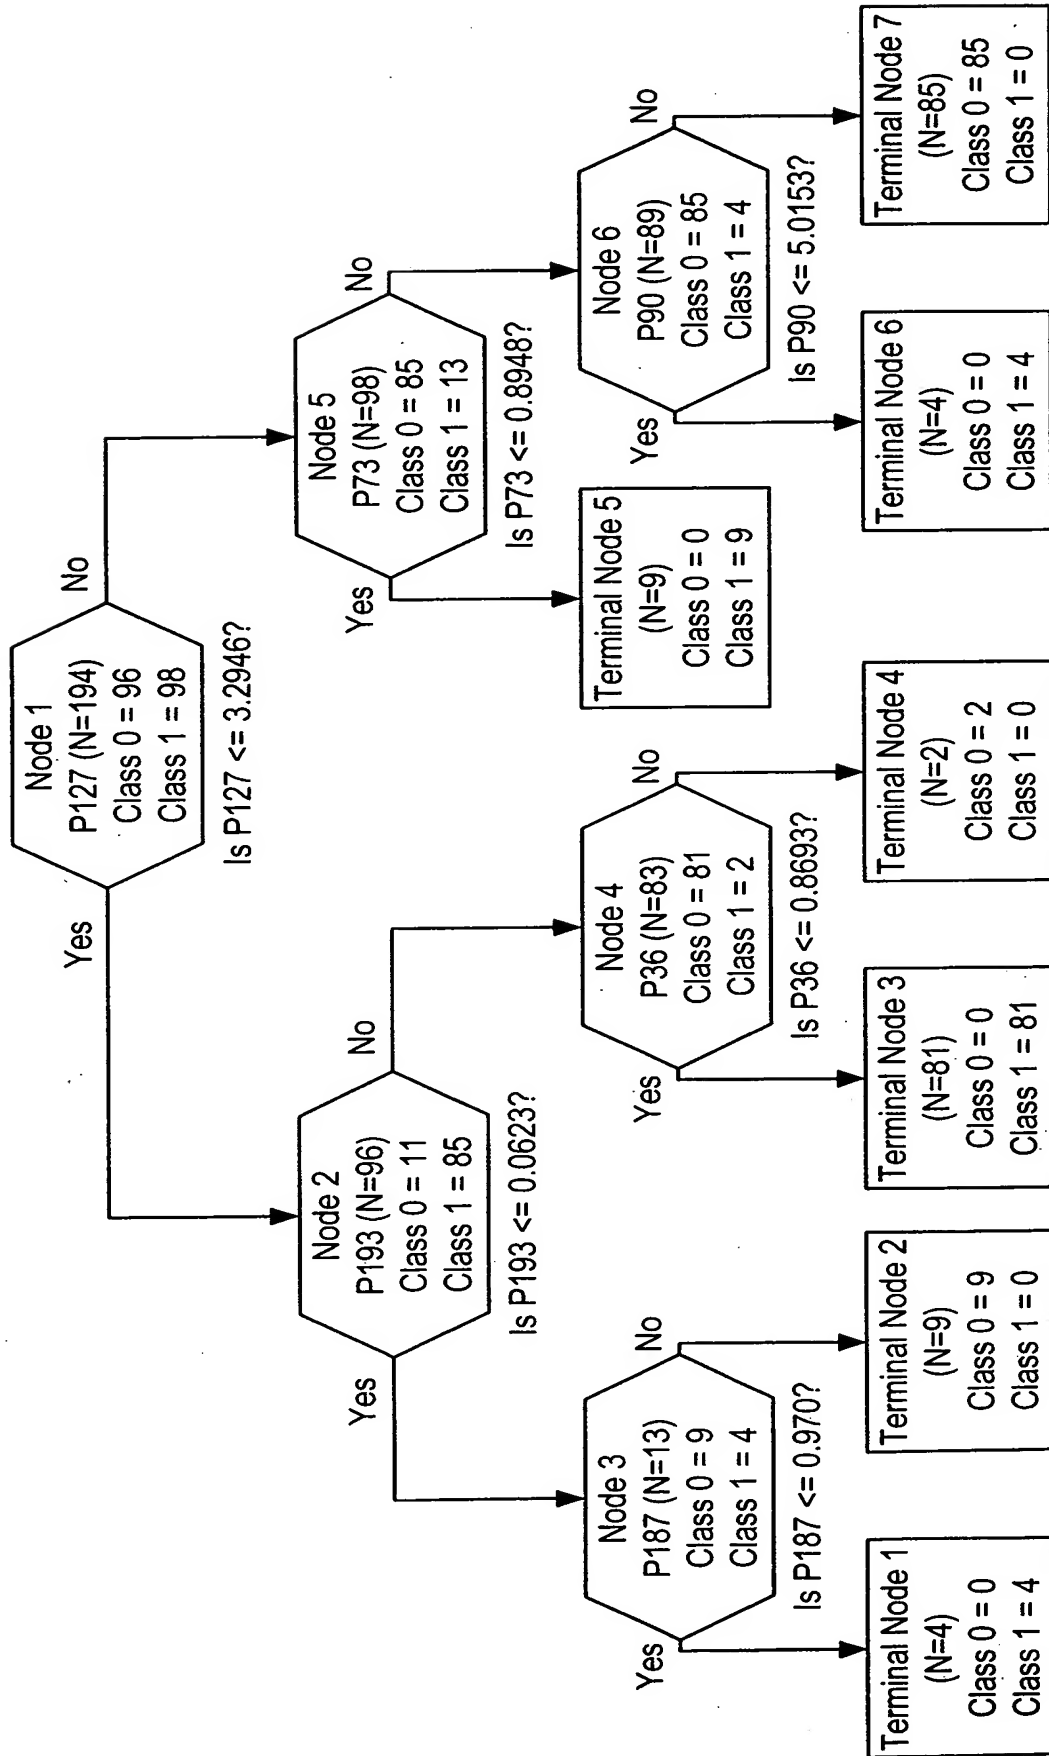 Node 1
P127 (N=194)
Class 0 = 96
Class 1 = 98
Is P127 <= 3.2946?
Yes
No
Node 2
P193 (N=96)
Class 0 = 11
Class 1 = 85
Is P193 <= 0.0623?
Yes
No
Node 5
P73 (N=98)
Class 0 = 85
Class 1 = 13
Is P73 <= 0.8948?
Yes
No
Node 3
P187 (N=13)
Class 0 = 9
Class 1 = 4
Is P187 <= 0.970?
Yes
No
Node 4
P36 (N=83)
Class 0 = 81
Class 1 = 2
Is P36 <= 0.8693?
Yes
No
Terminal Node 5
(N=9)
Class 0 = 0
Class 1 = 9
Node 6
P90 (N=89)
Class 0 = 85
Class 1 = 4
Is P90 <= 5.0153?
Yes
No
Terminal Node 1
(N=4)
Class 0 = 0
Class 1 = 4
Terminal Node 2
(N=9)
Class 0 = 9
Class 1 = 0
Terminal Node 3
(N=81)
Class 0 = 0
Class 1 = 81
Terminal Node 4
(N=2)
Class 0 = 2
Class 1 = 0
Terminal Node 6
(N=4)
Class 0 = 0
Class 1 = 4
Terminal Node 7
(N=85)
Class 0 = 85
Class 1 = 0